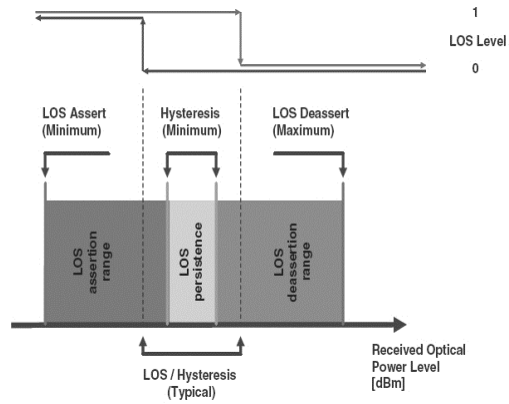 1
LOS Level
0
LOS Assert
(Minimum)
Hysteresis
(Minimum)
LOS Deassert
(Maximum)
LOS
assertion
range
LOS
persistence
LOS
deassertion
range
Received Optical
Power Level
[dBm]
LOS / Hysteresis
(Typical)